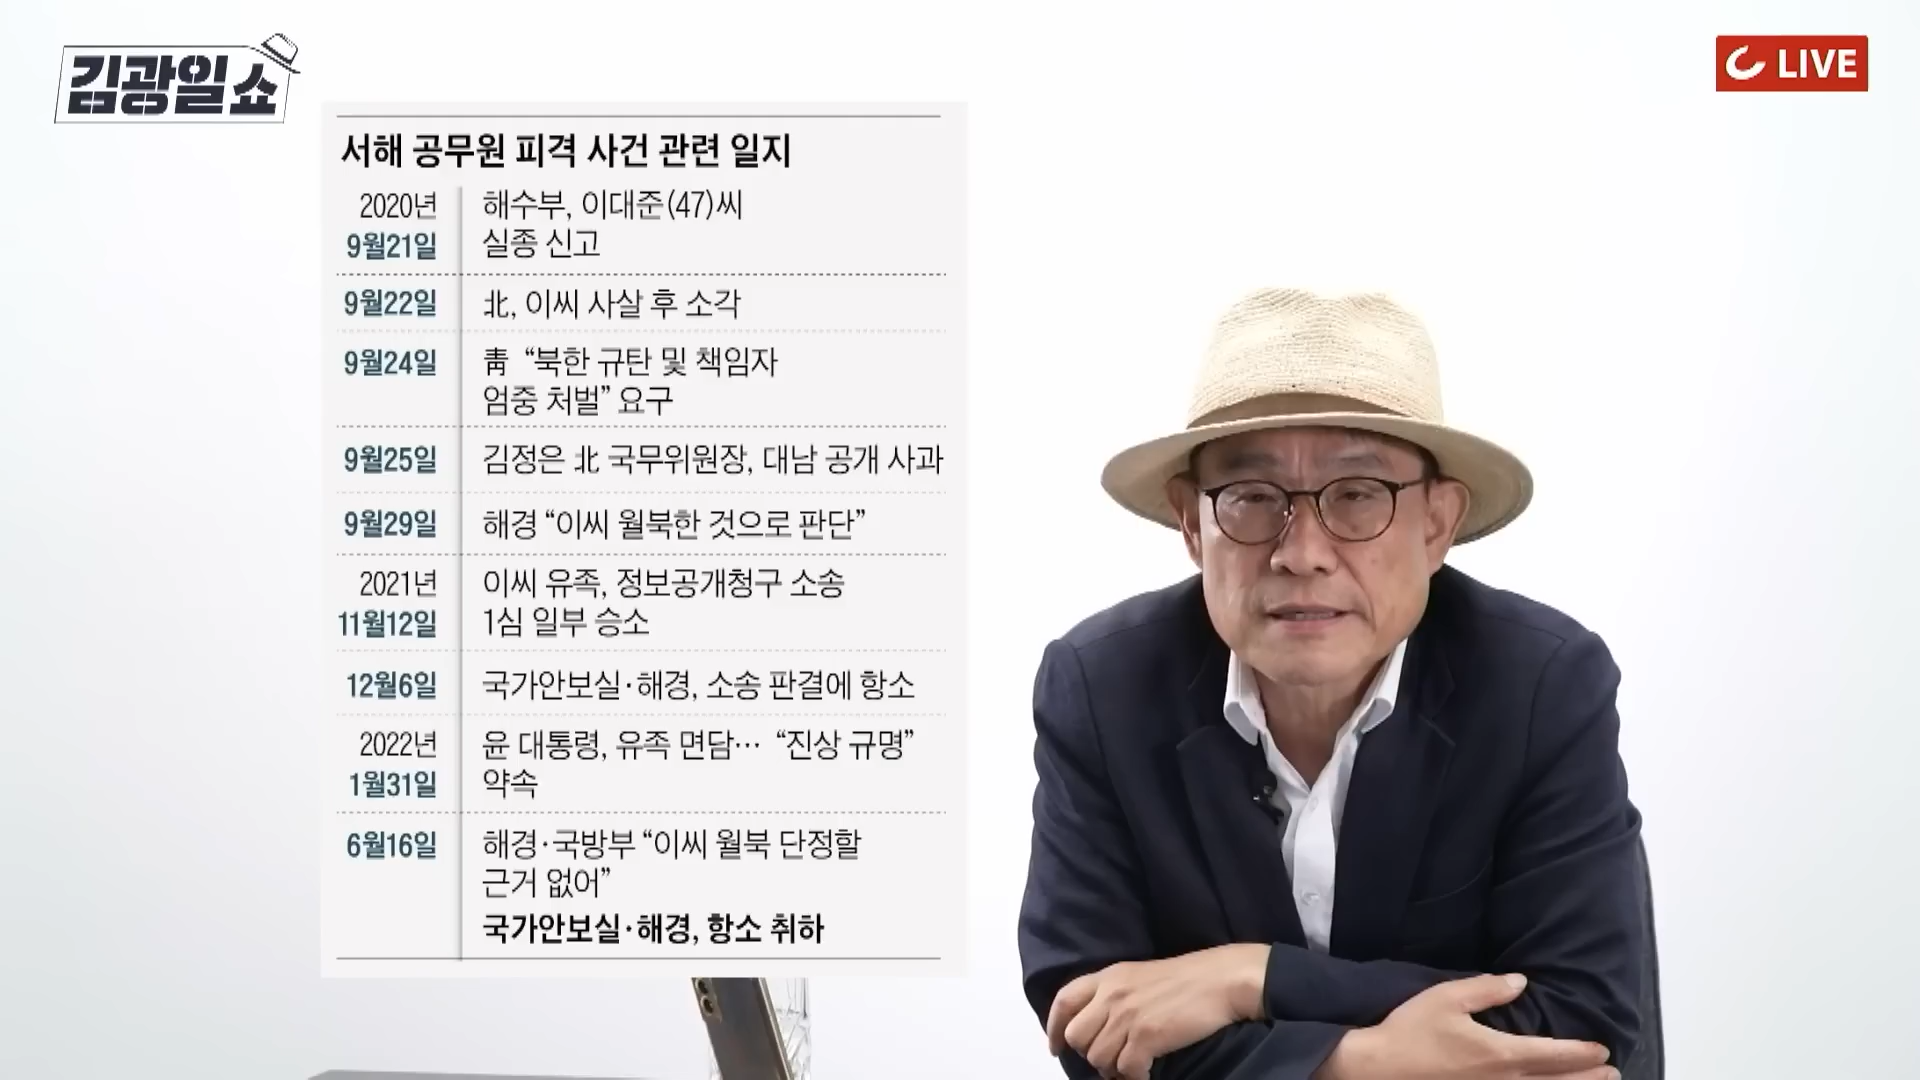 김광일쇼
LIVE
서해 공무원 피격 사건 관련 일지
2020년 해수부, 이대준(47)씨
9월21일 실종 신고
9월22일 北, 이씨 사살 후 소각
9월24일 靑 “북한 규탄 및 책임자
엄중 처벌” 요구
9월25일 김정은 北 국무위원장, 대남 공개 사과
9월29일 해경 “이씨 월북한 것으로 판단”
2021년 이씨 유족, 정보공개청구 소송
11월12일 1심 일부 승소
12월6일 국가안보실·해경, 소송 판결에 항소
2022년 윤 대통령, 유족 면담… “진상 규명”
1월31일 약속
6월16일 해경·국방부 “이씨 월북 단정할
근거 없어”
국가안보실·해경, 항소 취하